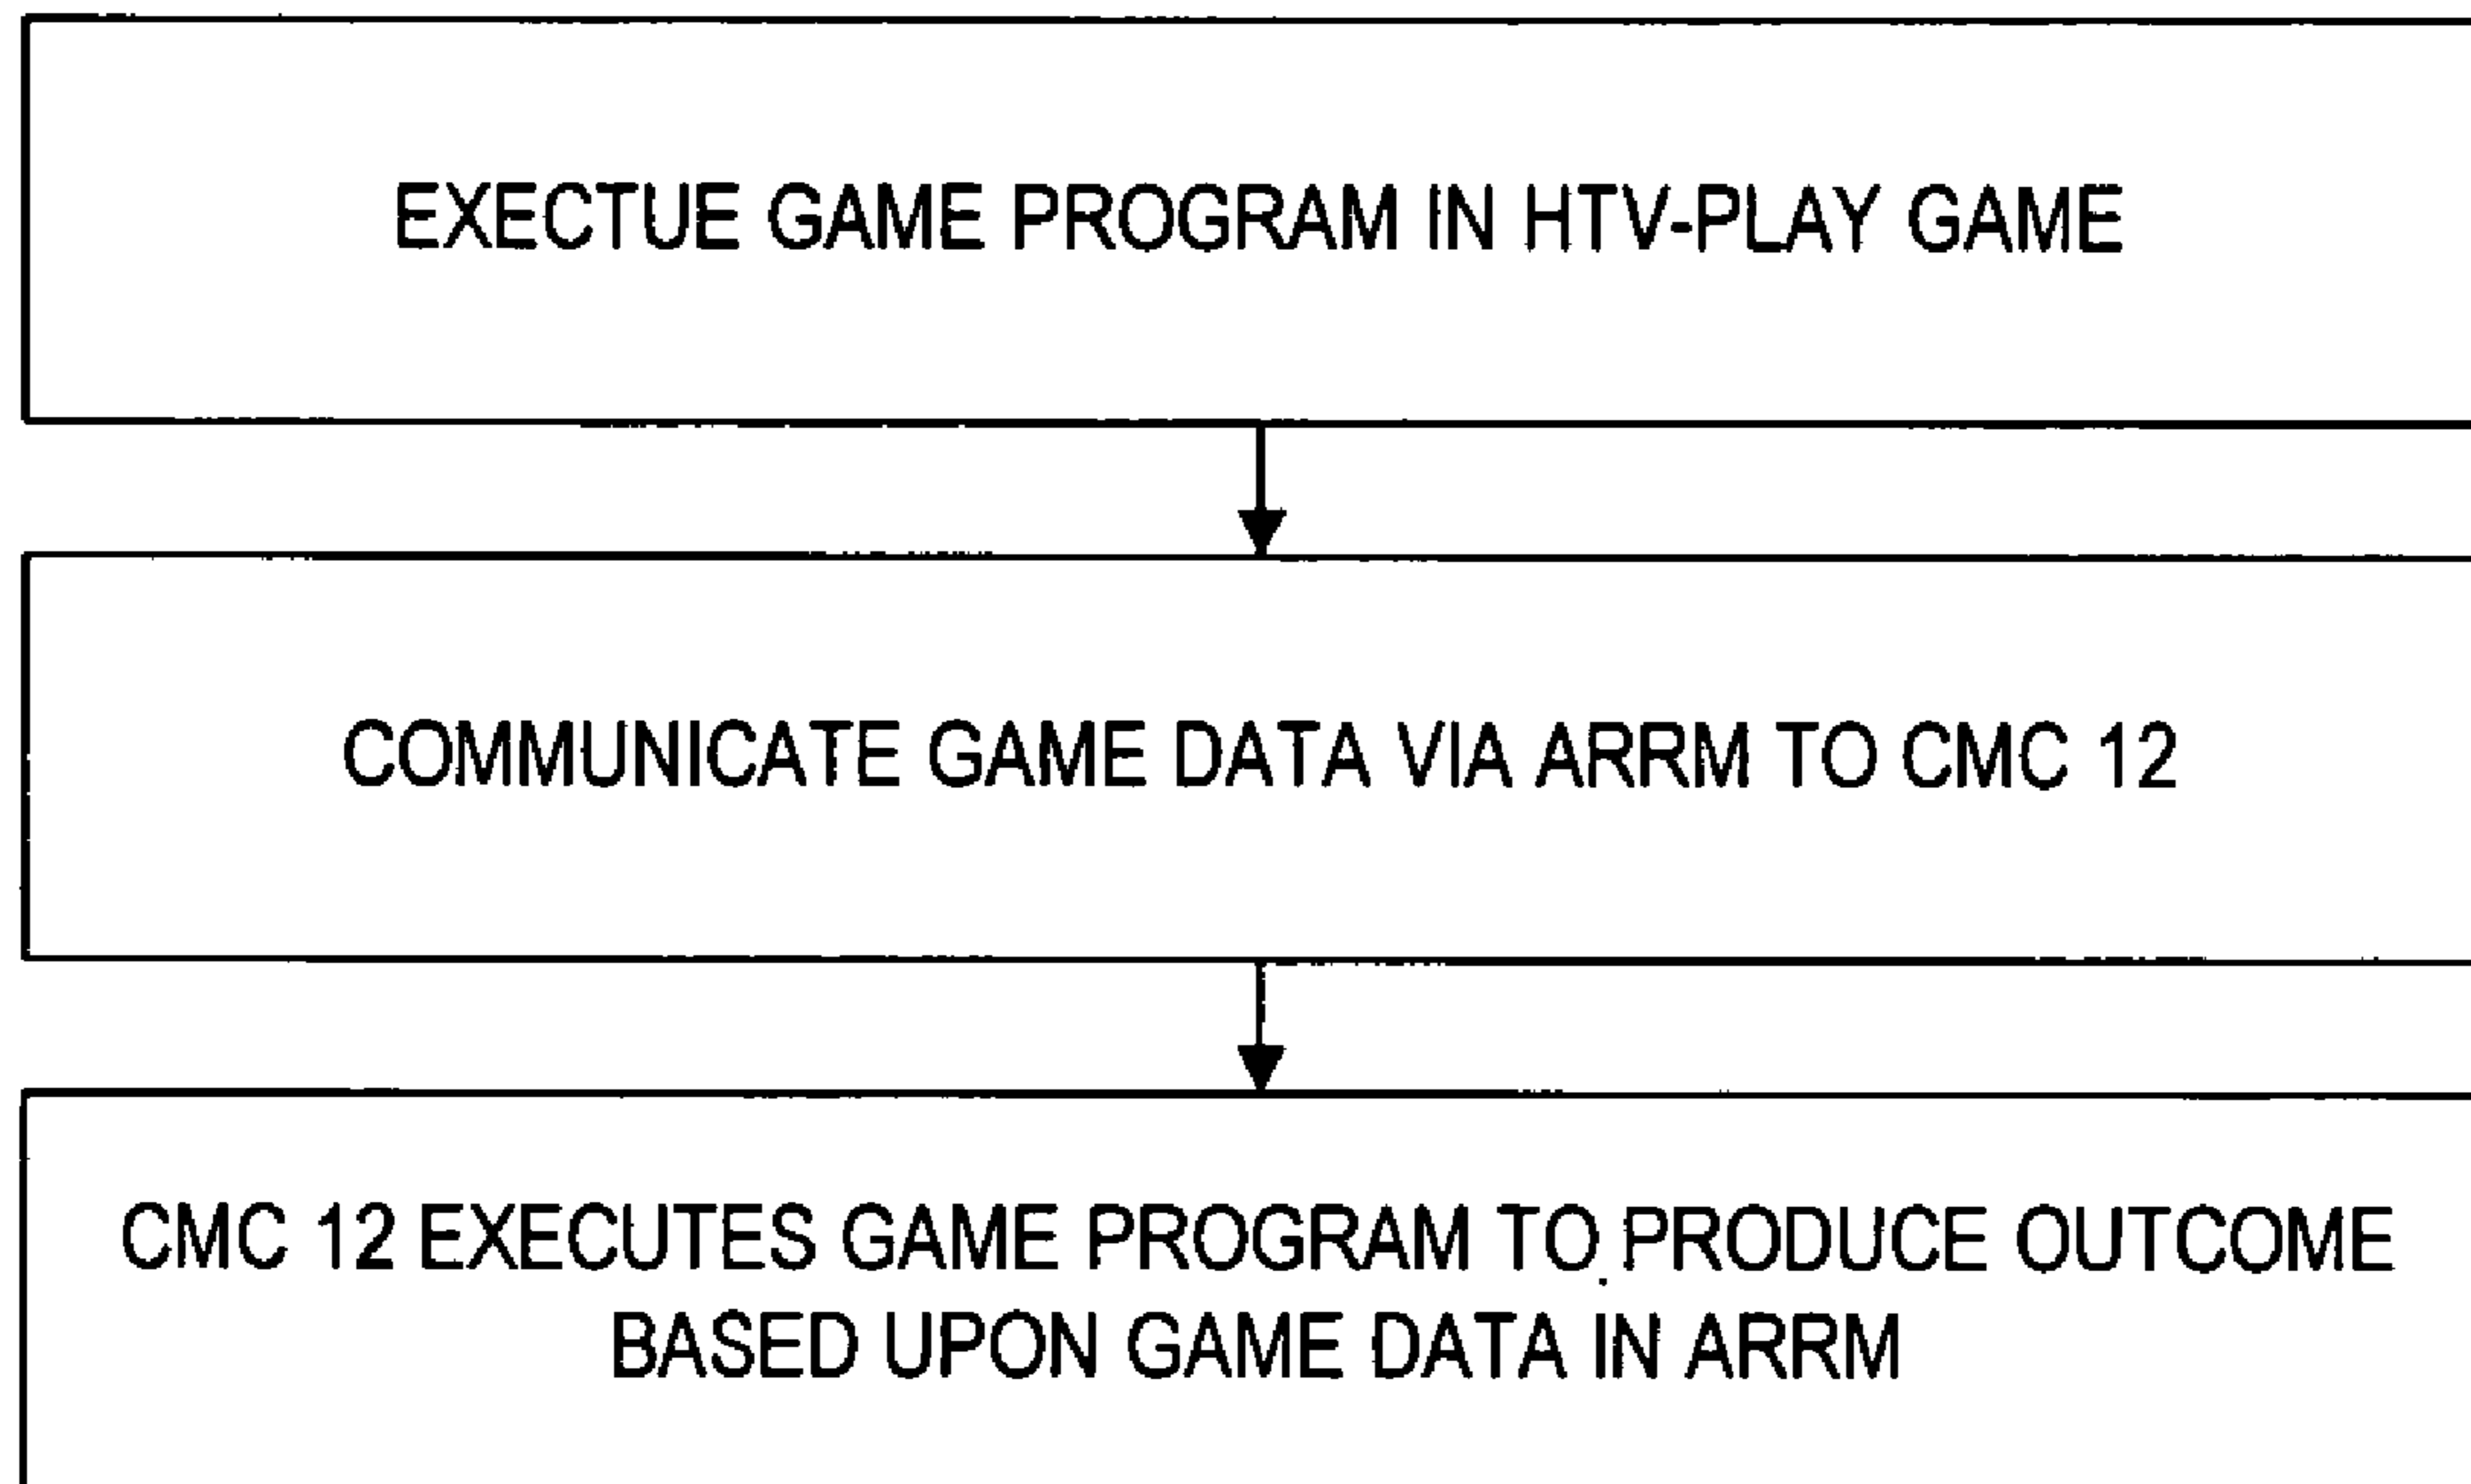 EXECTUE GAME PROGRAM IN HTV-PLAY GAME
COMMUNICATE GAME DATA VIA ARRM TO CMC 12
CMC 12 EXECUTES GAME PROGRAM TO PRODUCE OUTCOME
BASED UPON GAME DATA IN ARRM